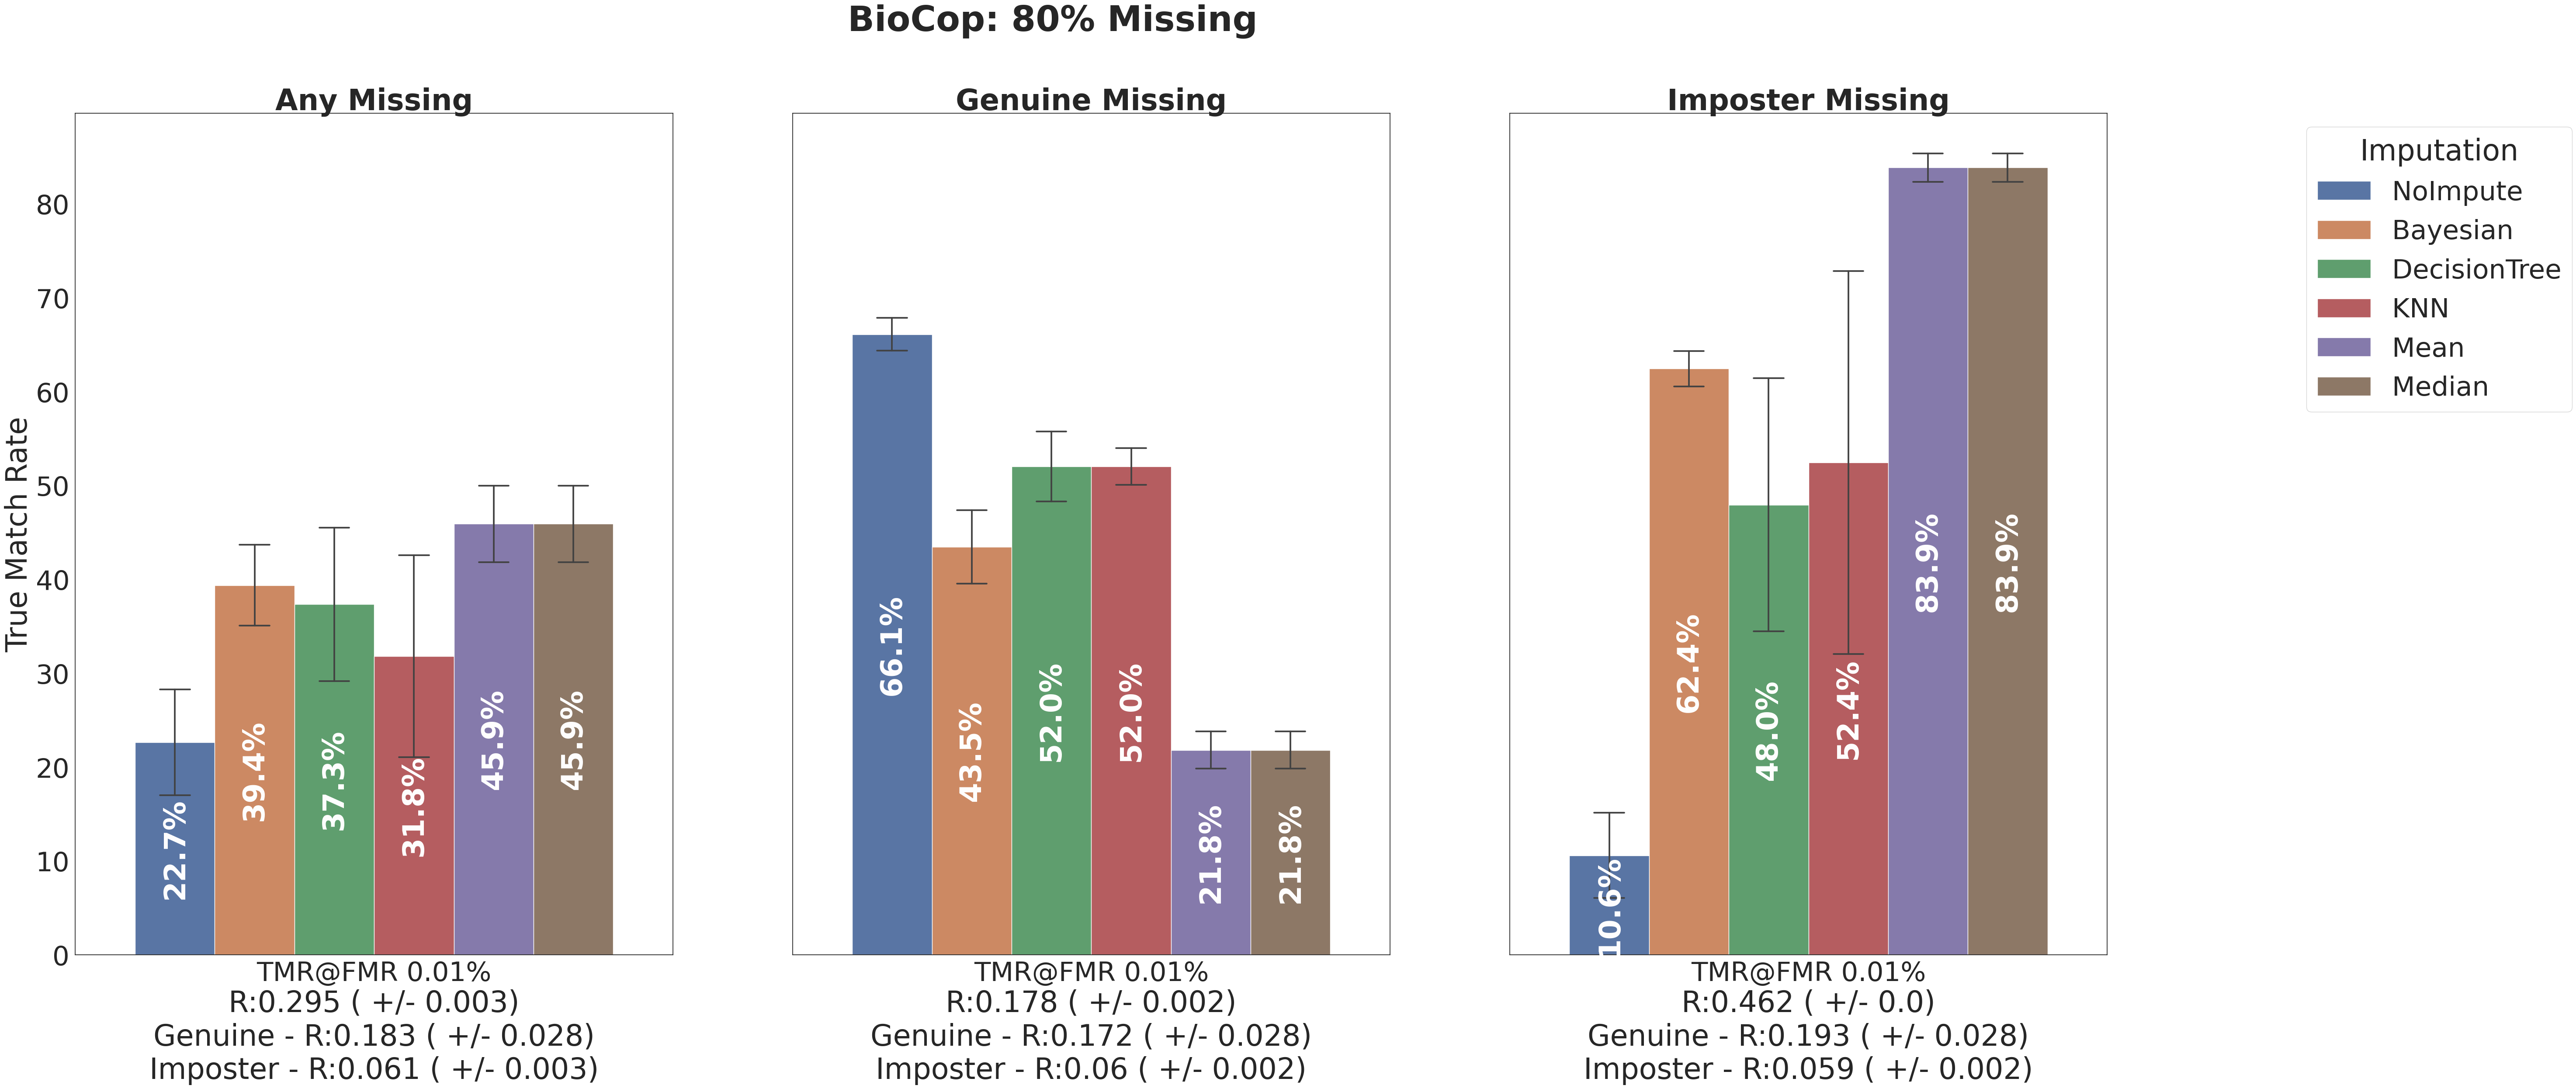 BioCop: 80% Missing
Any Missing
Genuine Missing
Imposter Missing
True Match Rate
80
70
60
50
40
30
20
10
0
22.7%
39.4%
37.3%
31.8%
45.9%
45.9%
66.1%
43.5%
52.0%
52.0%
21.8%
21.8%
10.6%
62.4%
48.0%
52.4%
83.9%
83.9%
TMR@FMR 0.01%
R:0.295 ( +/- 0.003)
Genuine - R:0.183 ( +/- 0.028)
Imposter - R:0.061 ( +/- 0.003)
TMR@FMR 0.01%
R:0.178 ( +/- 0.002)
Genuine - R:0.172 ( +/- 0.028)
Imposter - R:0.06 ( +/- 0.002)
TMR@FMR 0.01%
R:0.462 ( +/- 0.0)
Genuine - R:0.193 ( +/- 0.028)
Imposter - R:0.059 ( +/- 0.002)
Imputation
NoImpute
Bayesian
DecisionTree
KNN
Mean
Median